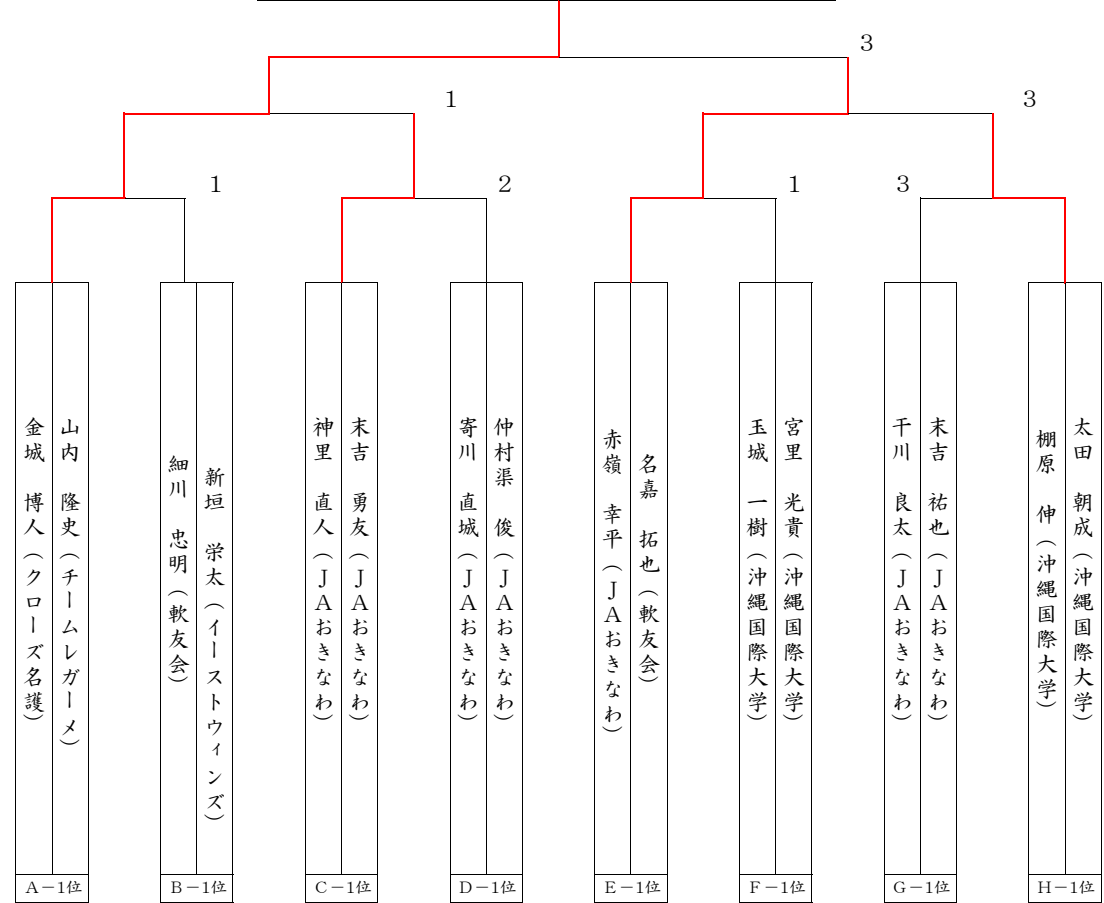 ３
１
３
１
２
１
３
山内　隆史（チームレガーメ）
金城　博人（クローズ名護）
新垣　栄太（イーストウィンズ）
細川　忠明（軟友会）
末吉　勇友（ＪＡおきなわ）
神里　直人（ＪＡおきなわ）
仲村渠　俊（ＪＡおきなわ）
寄川　直城（ＪＡおきなわ）
名嘉　拓也（軟友会）
赤嶺　幸平（ＪＡおきなわ）
宮里　光貴（沖縄国際大学）
玉城　一樹（沖縄国際大学）
末吉　祐也（ＪＡおきなわ）
干川　良太（ＪＡおきなわ）
太田　朝成（沖縄国際大学）
棚原　伸（沖縄国際大学）
Ａ－1位
Ｂ－1位
Ｃ－1位
Ｄ－1位
Ｅ－1位
Ｆ－1位
Ｇ－1位
Ｈ－1位